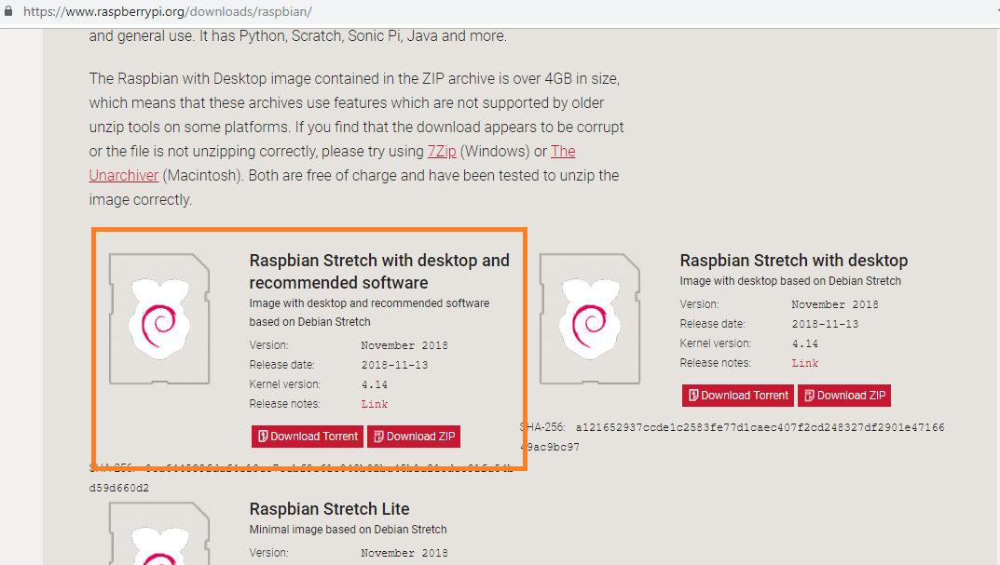 https://www.raspberrypi.org/downloads/raspbian/
and general use. It has Python, Scratch, Sonic Pi, Java and more.
The Raspbian with Desktop image contained in the ZIP archive is over 4GB in size,
which means that these archives use features which are not supported by older
unzip tools on some platforms. If you find that the download appears to be corrupt
or the file is not unzipping correctly, please try using 7Zip (Windows) or The
Unarchiver (Macintosh). Both are free of charge and have been tested to unzip the
image correctly.
Raspbian Stretch with desktop and
recommended software
Image with desktop and recommended software
based on Debian Stretch
Version: November 2018
Release date: 2018-11-13
Kernel version: 4.14
Release notes: Link
Download Torrent Download ZIP
SHA-256:
d59d660d2
Raspbian Stretch with desktop
Image with desktop based on Debian Stretch
Version: November 2018
Release date: 2018-11-13
Kernel version: 4.14
Release notes: Link
Download Torrent Download ZIP
SHA-256: a121652937ccde1c2583fe77d1caec407f2cd248327df2901e47166
49ac9bc97
Raspbian Stretch Lite
Minimal image based on Debian Stretch
Version: November 2018